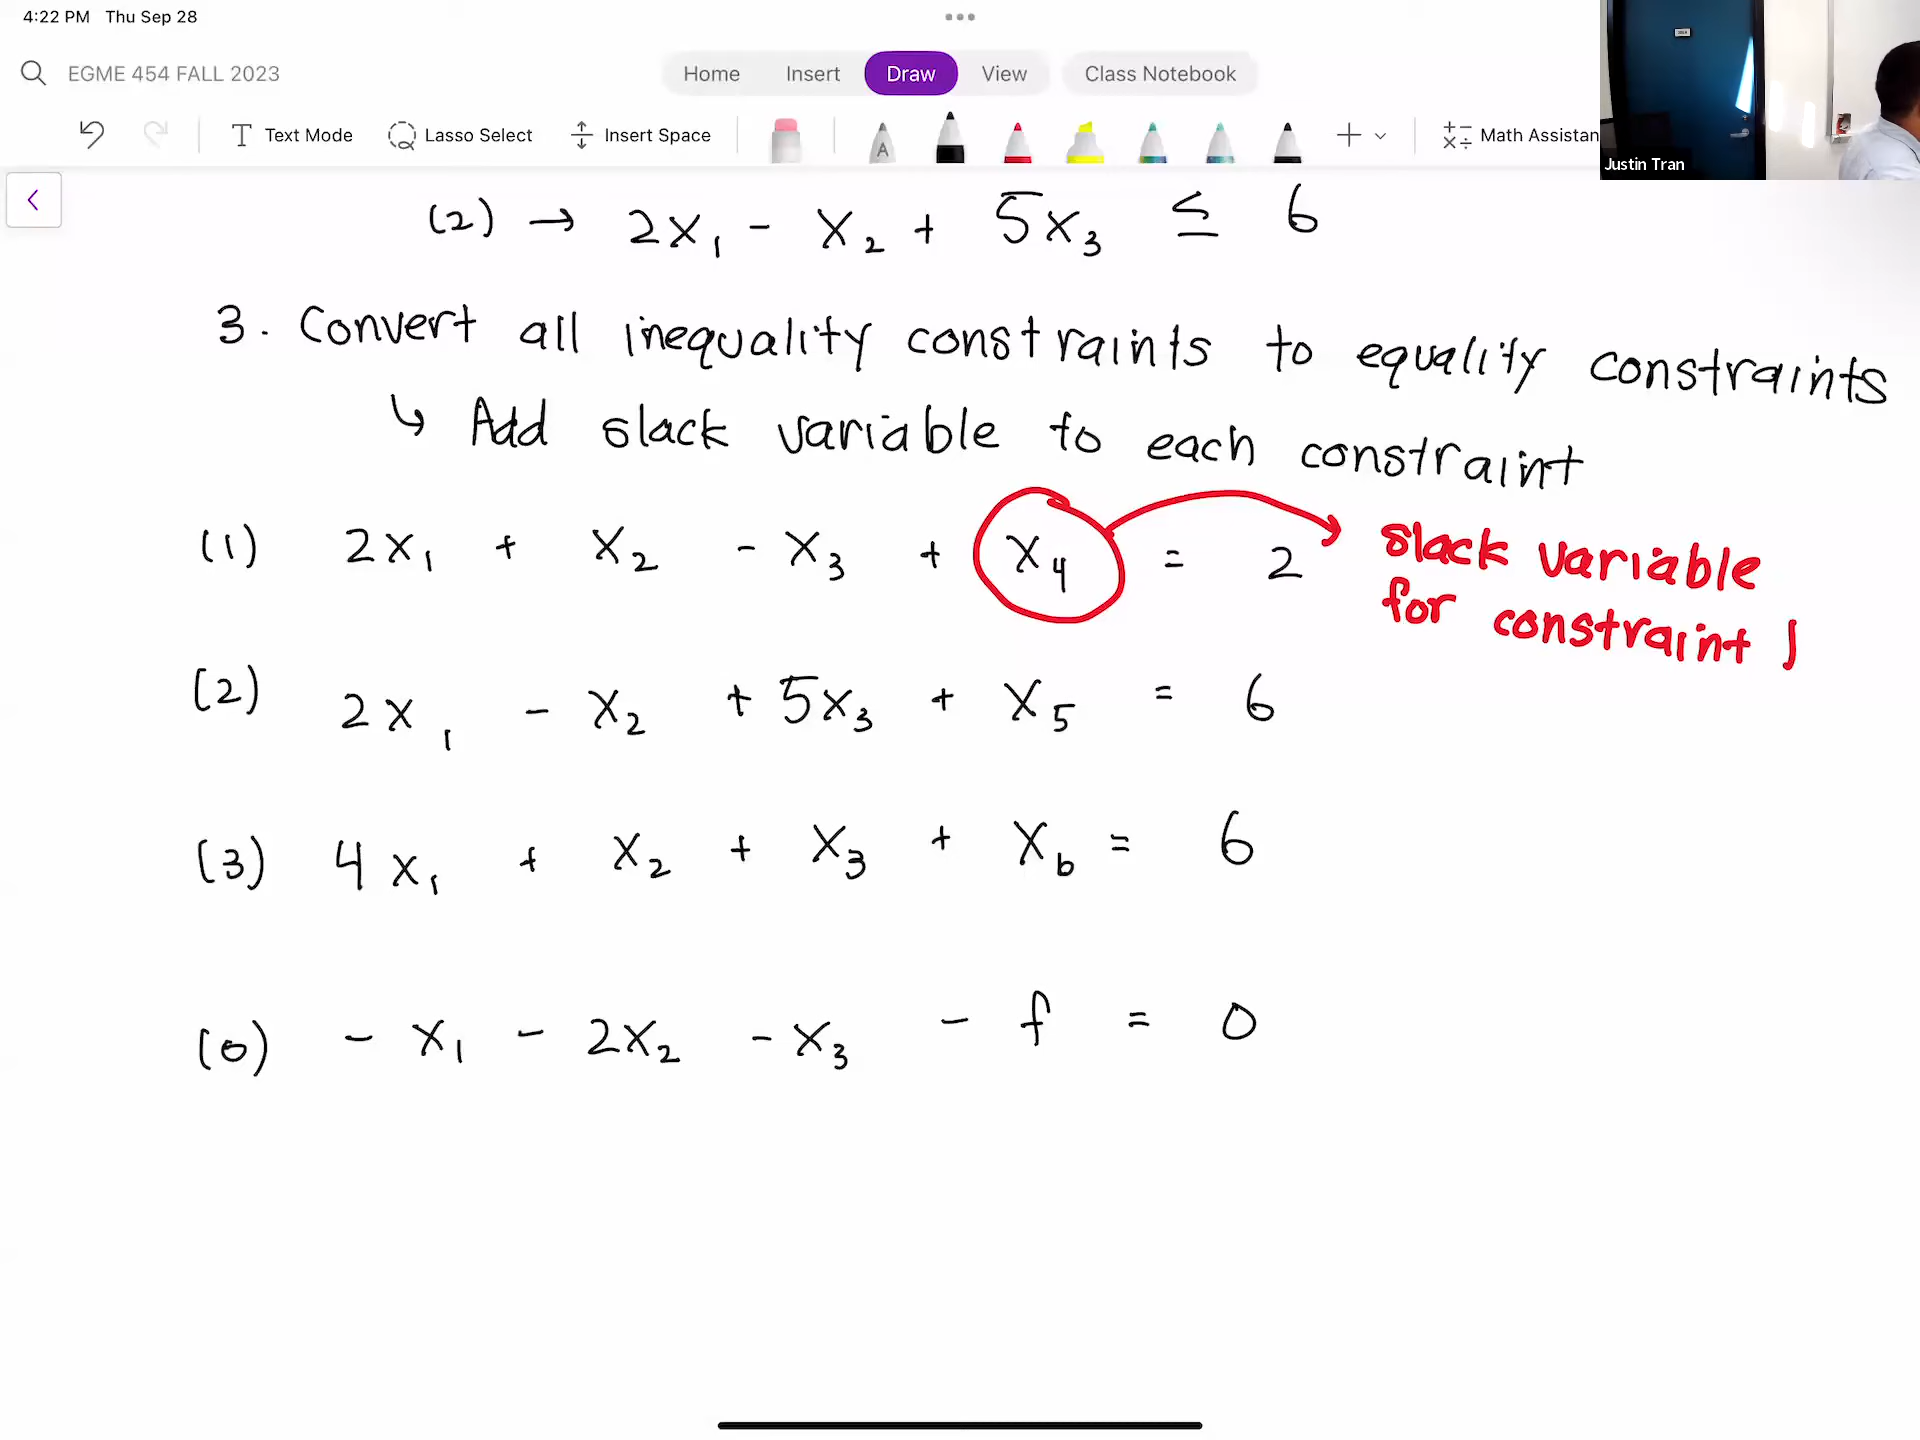 4:22 PM Thu Sep 28
EGME 454 FALL 2023
Home Insert Draw View Class Notebook
Text Mode Lasso Select Insert Space A Math Assistan
Justin Tran
(2) → 2x₁ - x₂ + 5x₃ ≤ 6
3. Convert all inequality constraints to equality constraints
↳ Add slack variable to each constraint
(1) 2x₁ + x₂ - x₃ + x₄ = 2
slack variable
for constraint 1
(2) 2x₁ - x₂ + 5x₃ + x₅ = 6
(3) 4x₁ + x₂ + x₃ + x₆ = 6
(0) - x₁ - 2x₂ - x₃ - f = 0